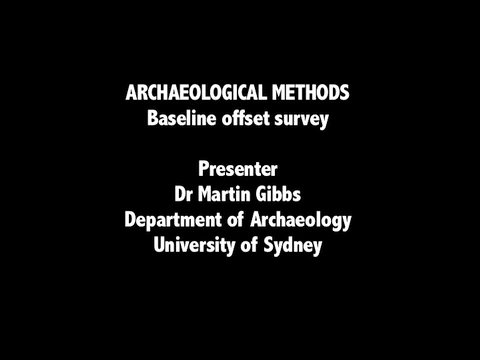 ARCHAEOLOGICAL METHODS
Baseline offset survey
Presenter
Dr Martin Gibbs
Department of Archaeology
University of Sydney